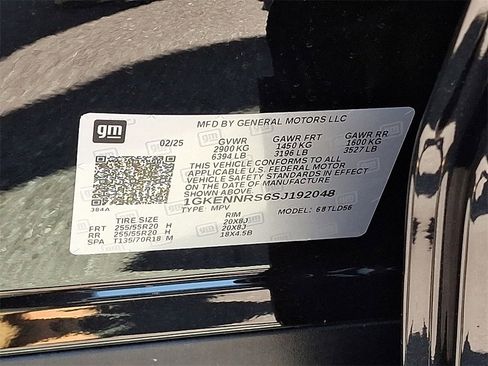 gm
MFD BY GENERAL MOTORS LLC
02/25 GVWR GAWR FRT GAWR RR
2900 KG 1450 KG 1600 KG
6394 LB 3196 LB 3527 LB
THIS VEHICLE CONFORMS TO ALL
APPLICABLE U.S. FEDERAL MOTOR
VEHICLE SAFETY STANDARDS IN EFFECT
ON THE DATE OF MANUFACTURE
SHOWN ABOVE
1GKENNRS6SJ192048
TYPE: MPV MODEL: 68TLD56
TIRE SIZE RIM
FRT 255/55R20 H 20X8J
RR 255/55R20 H 20X8J
SPA T135/70R18 M 18X4.5B